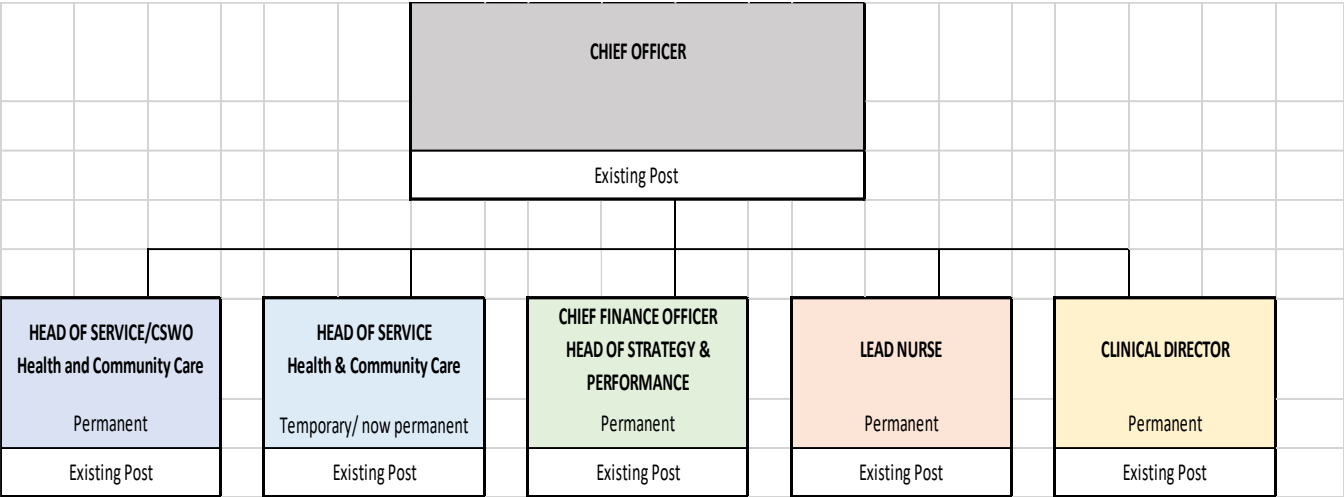 CHIEF OFFICER
Existing Post
HEAD OF SERVICE/CSWO
Health and Community Care
Permanent
Existing Post
HEAD OF SERVICE
Health & Community Care
Temporary/ now permanent
Existing Post
CHIEF FINANCE OFFICER
HEAD OF STRATEGY &
PERFORMANCE
Permanent
Existing Post
LEAD NURSE
Permanent
Existing Post
CLINICAL DIRECTOR
Permanent
Existing Post